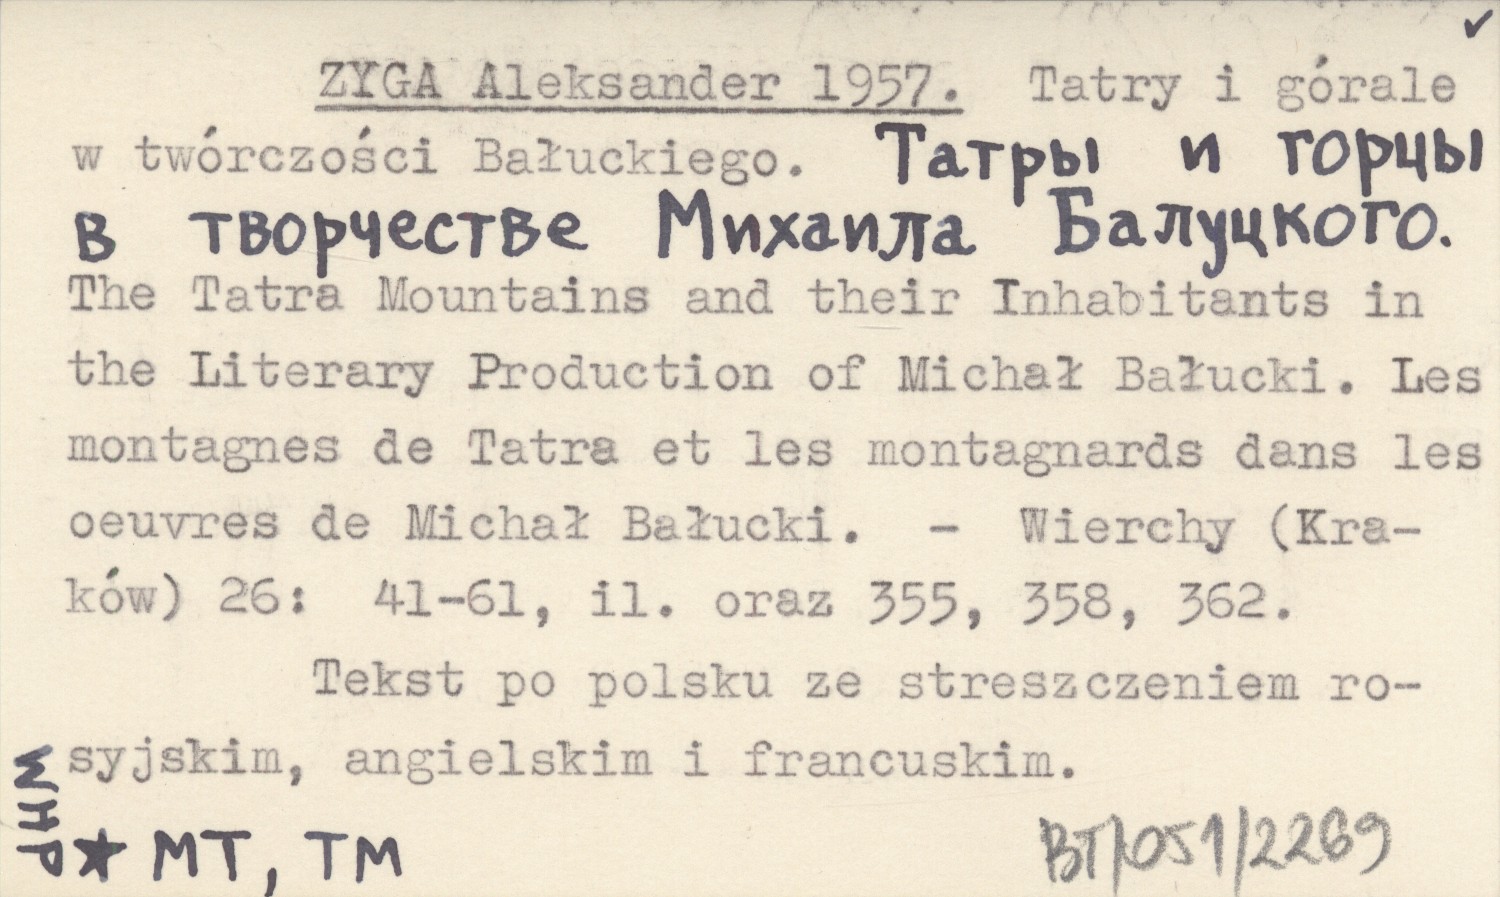 ✓
ZYGA Aleksander 1957. Tatry i górale
w twórczości Bałuckiego. Татры и горцы
в творчестве Михаила Балуцкого.
The Tatra Mountains and their Inhabitants in
the Literary Production of Michał Bałucki. Les
montagnes de Tatra et les montagnards dans les
oeuvres de Michał Bałucki. - Wierchy (Kra-
ków) 26: 41-61, il. oraz 355, 358, 362.
Tekst po polsku ze streszczeniem ro-
syjskim, angielskim i francuskim.
★ MT, TM
BT/051/2269